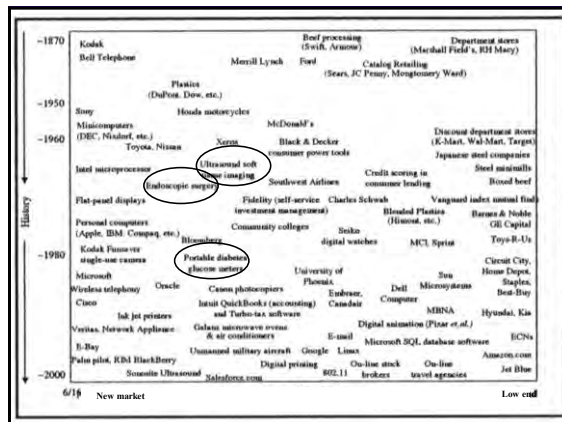 -1870
Kodak
Bell Telephone
Beef processing
(Swift, Armour)
Department stores
(Marshall Field's, RH Macy)
Merrill Lynch
Ford
Catalog Retailing
(Sears, JC Penny, Mongtomery Ward)
Plastics
(DuPont, Dow, etc.)
-1950
Sony
Honda motorcycles
McDonald's
Minicomputers
(DEC, Nixdorf, etc.)
-1960
Toyota, Nissan
Xerox
Black & Decker
consumer power tools
Discount department stores
(K-Mart, Wal-Mart, Target)
Japanese steel companies
Intel microprocessor
Ultrasound soft
tissue imaging
Steel minimills
Endoscopic surgery
Southwest Airlines
Credit scoring in
consumer lending
Boxed beef
History
Flat-panel displays
Fidelity (self-service
investment management)
Charles Schwab
Vanguard index mutual funds
Personal computers
(Apple, IBM, Compaq, etc.)
Community colleges
Blended Plastics
(Himont, etc.)
Barnes & Noble
GE Capital
Bloomberg
Seiko
digital watches
MCI, Sprint
Toys-R-Us
-1980
Kodak Funsaver
single-use camera
Portable diabetes
glucose meters
Circuit City,
Home Depot,
Staples,
Best-Buy
Microsoft
University of
Phoenix
Sun
Microsystems
Wireless telephony
Oracle
Canon photocopiers
Embraer,
Canadair
Dell
Computer
Cisco
Intuit QuickBooks (accounting)
and Turbo-tax software
MBNA
Hyundai, Kia
Ink jet printers
Digital animation (Pixar et.al.)
Veritas, Network Appliance
Galanz microwave ovens
& air conditioners
E-mail
Microsoft SQL database software
ECNs
E-Bay
Unmanned military aircraft
Google
Linux
Amazon.com
Palm pilot, RIM BlackBerry
Digital printing
On-line stock
brokers
On-line
travel agencies
Sonosite Ultrasound
Salesforce.com
802.11
Jet Blue
-2000
6/16
New market
Low end